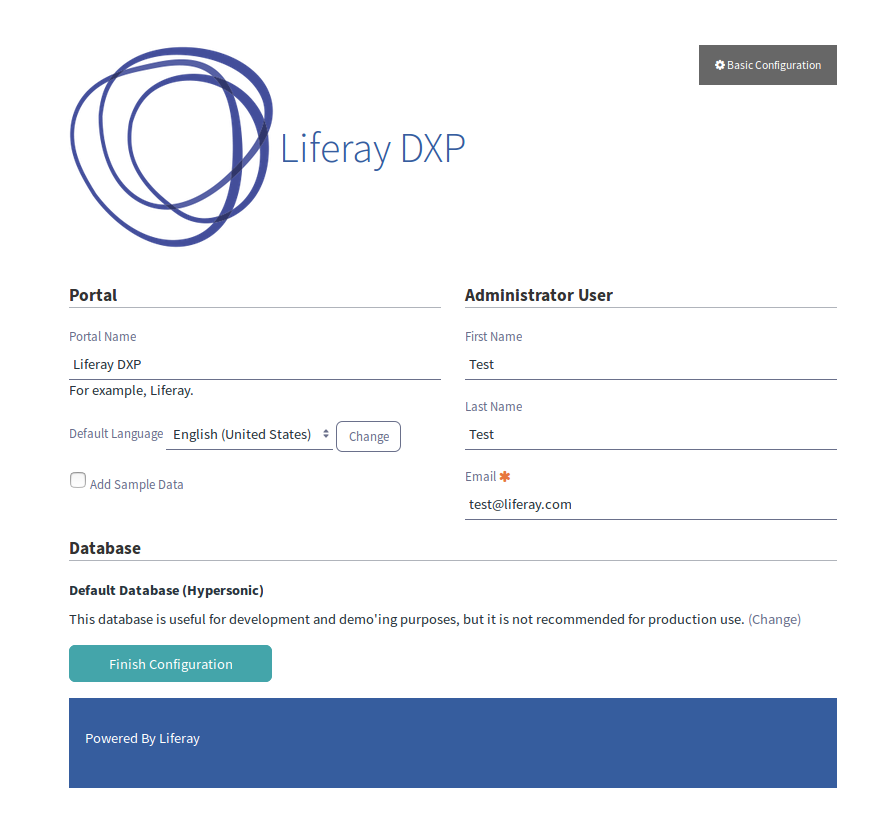 Basic Configuration
Liferay DXP
Portal
Portal Name
Liferay DXP
For example, Liferay.
Default Language English (United States) Change
Add Sample Data
Administrator User
First Name
Test
Last Name
Test
Email ✱
test@liferay.com
Database
Default Database (Hypersonic)
This database is useful for development and demo'ing purposes, but it is not recommended for production use. (Change)
Finish Configuration
Powered By Liferay